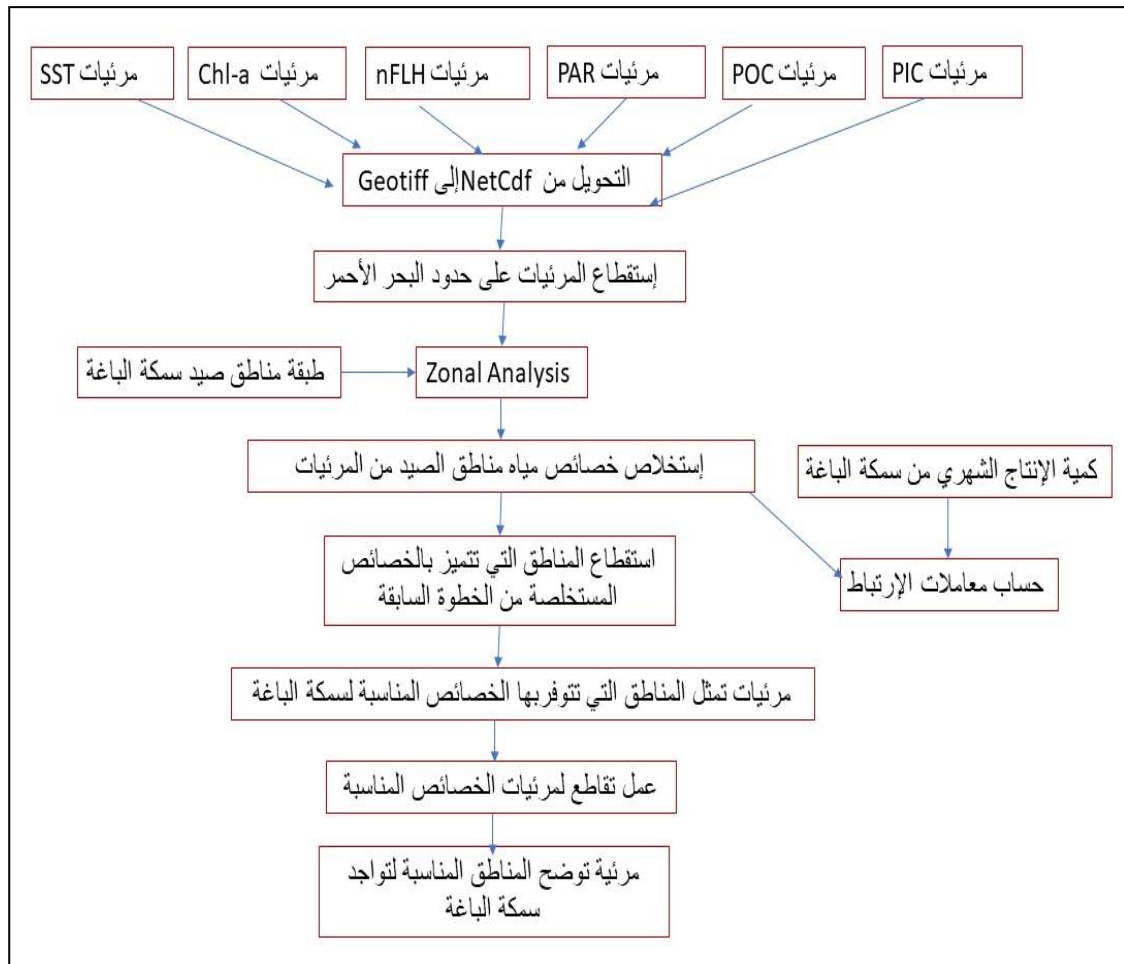 مرئيات SST
مرئيات Chl-a
مرئيات nFLH
مرئيات PAR
مرئيات POC
مرئيات PIC
التحويل من NetCdf إلى Geotiff
إستقطاع المرئيات على حدود البحر الأحمر
طبقة مناطق صيد سمكة الباغة
Zonal Analysis
إستخلاص خصائص مياه مناطق الصيد من المرئيات
كمية الإنتاج الشهري من سمكة الباغة
استقطاع المناطق التي تتميز بالخصائص
المستخلصة من الخطوة السابقة
حساب معاملات الإرتباط
مرئيات تمثل المناطق التي تتوفربها الخصائص المناسبة لسمكة الباغة
عمل تقاطع لمرئيات الخصائص المناسبة
مرئية توضح المناطق المناسبة لتواجد
سمكة الباغة